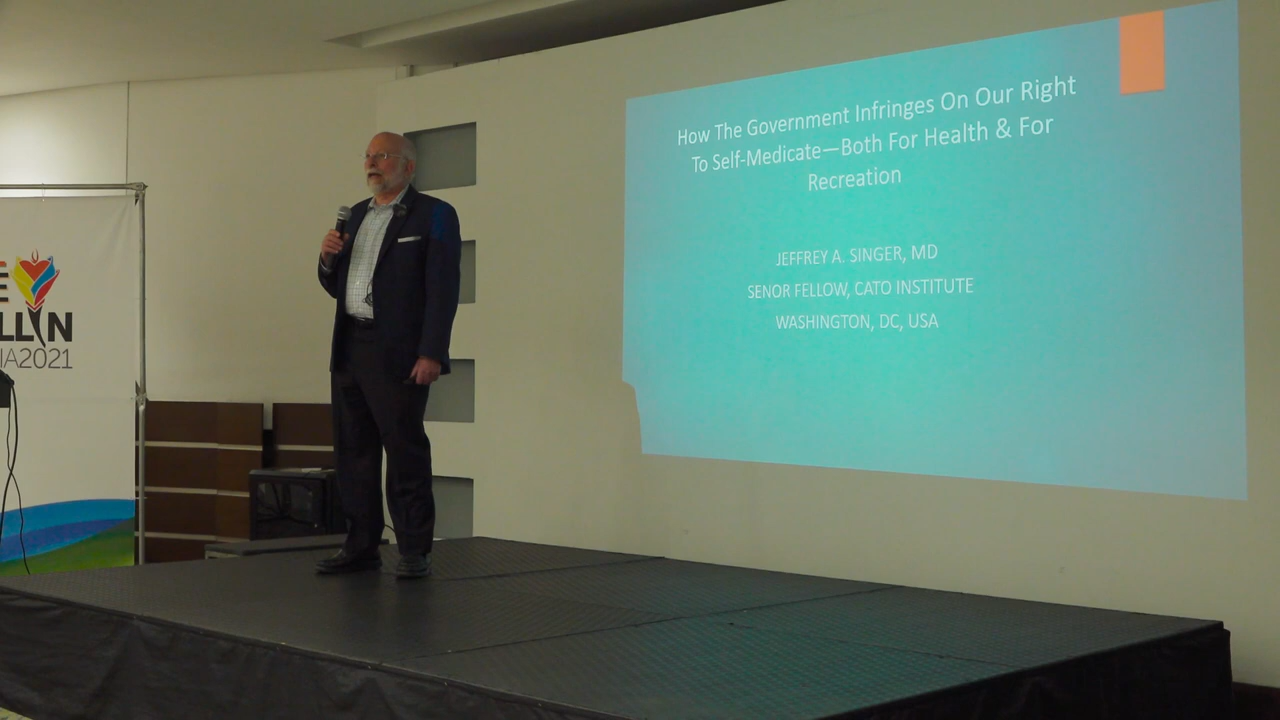 How The Government Infringes On Our Right
To Self-Medicate—Both For Health & For
Recreation
JEFFREY A. SINGER, MD
SENOR FELLOW, CATO INSTITUTE
WASHINGTON, DC, USA
E
E
LLIN
IA2021